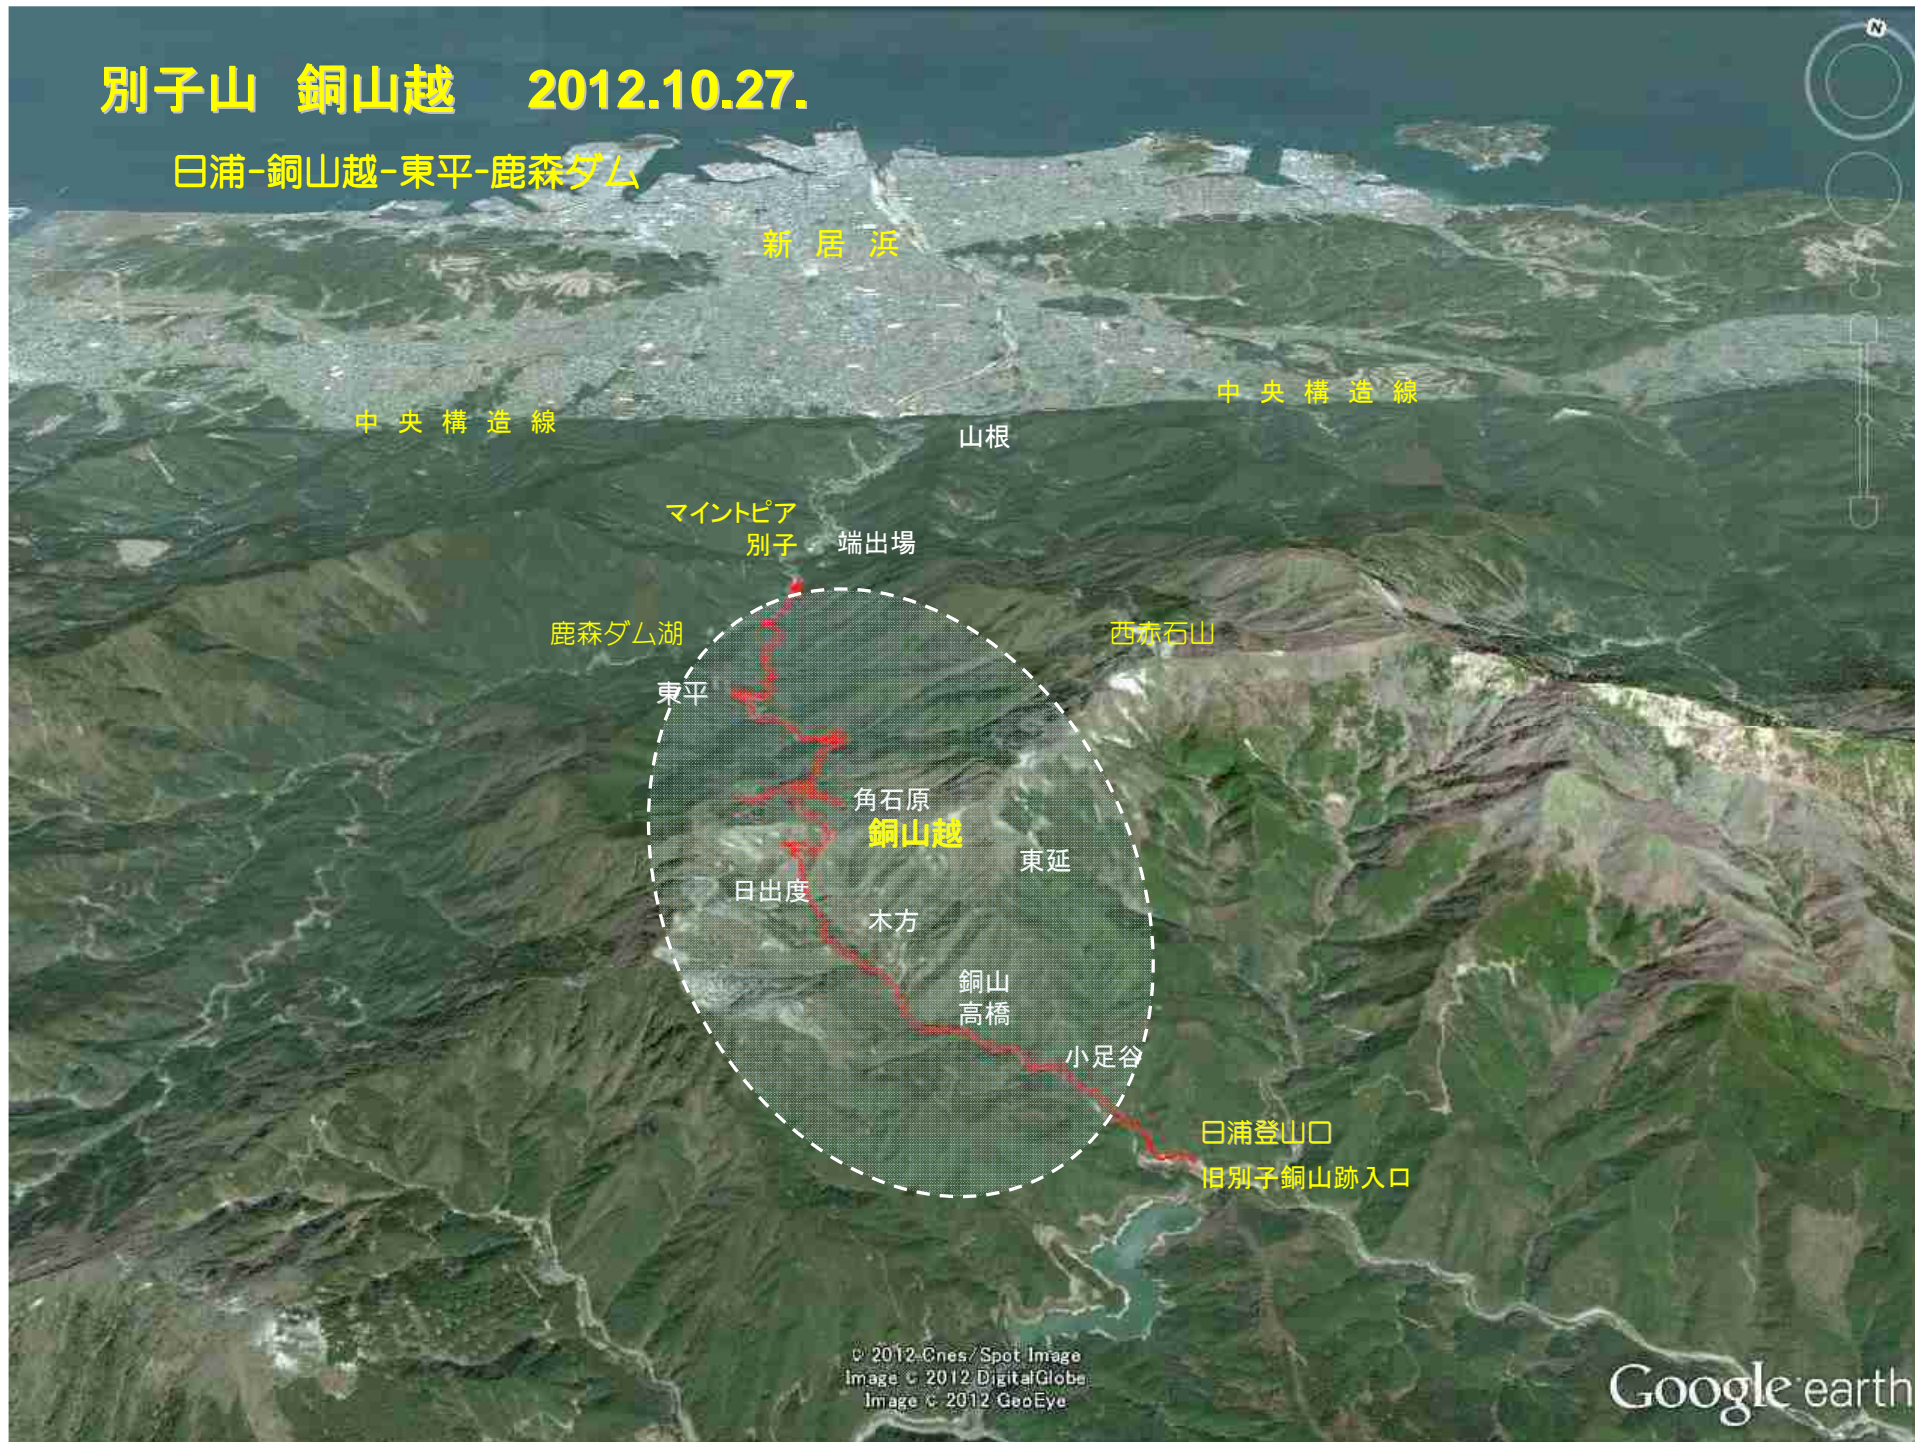 別子山 銅山越 2012.10.27.
日浦-銅山越-東平-鹿森ダム
N
新居浜
中央構造線
中央構造線
山根
マイントピア
別子
端出場
鹿森ダム湖
西赤石山
東平
角石原
銅山越
東延
日出度
木方
銅山
高橋
小足谷
日浦登山口
旧別子銅山跡入口
© 2012 Cnes/Spot Image
Image © 2012 DigitalGlobe
Image © 2012 GeoEye
Google earth